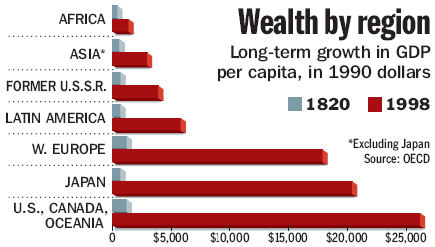 Wealth by region
Long-term growth in GDP
per capita, in 1990 dollars
1820 1998
*Excluding Japan
Source: OECD
AFRICA
ASIA*
FORMER U.S.S.R.
LATIN AMERICA
W. EUROPE
JAPAN
U.S., CANADA,
OCEANIA
0 $5,000 $10,000 $15,000 $20,000 $25,000